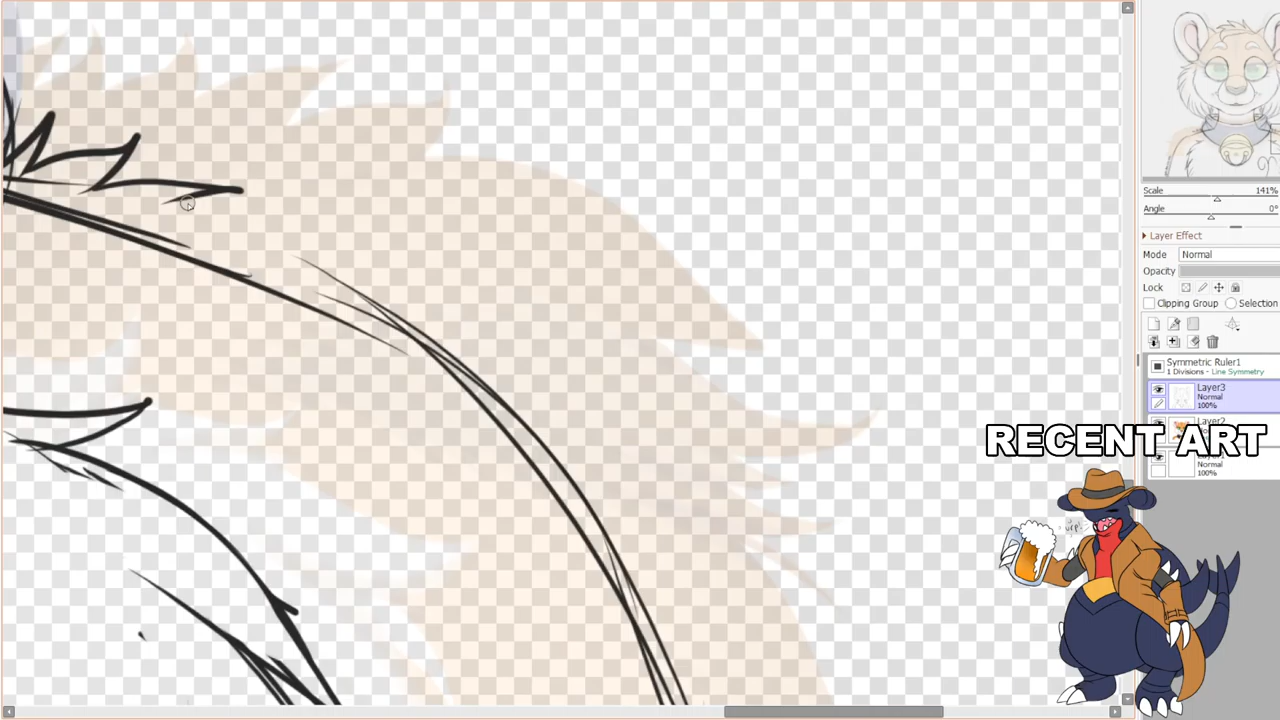 Scale 141%
Angle 0°
Layer Effect
Mode Normal
Opacity
Lock
Clipping Group Selection
Symmetric Ruler1
1 Divisions - Line Symmetry
Layer3
Normal
100%
Layer2
RECENT ART
Normal
100%